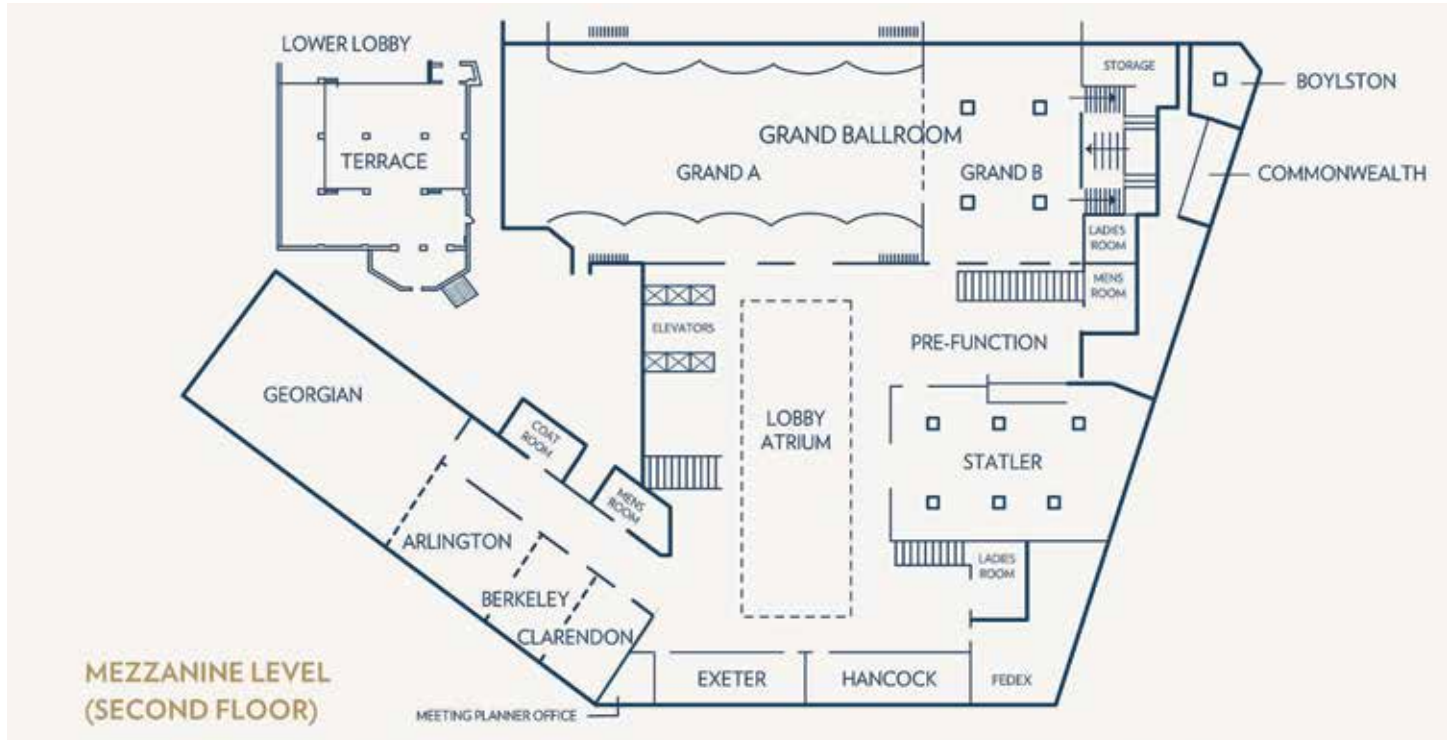 LOWER LOBBY
TERRACE
STORAGE
BOYLSTON
GRAND BALLROOM
GRAND A
GRAND B
COMMONWEALTH
LADIES
ROOM
MENS
ROOM
ELEVATORS
PRE-FUNCTION
GEORGIAN
COAT
ROOM
LOBBY
ATRIUM
STATLER
MENS
ROOM
ARLINGTON
LADIES
ROOM
BERKELEY
CLARENDON
EXETER
HANCOCK
FEDEX
MEZZANINE LEVEL
(SECOND FLOOR)
MEETING PLANNER OFFICE